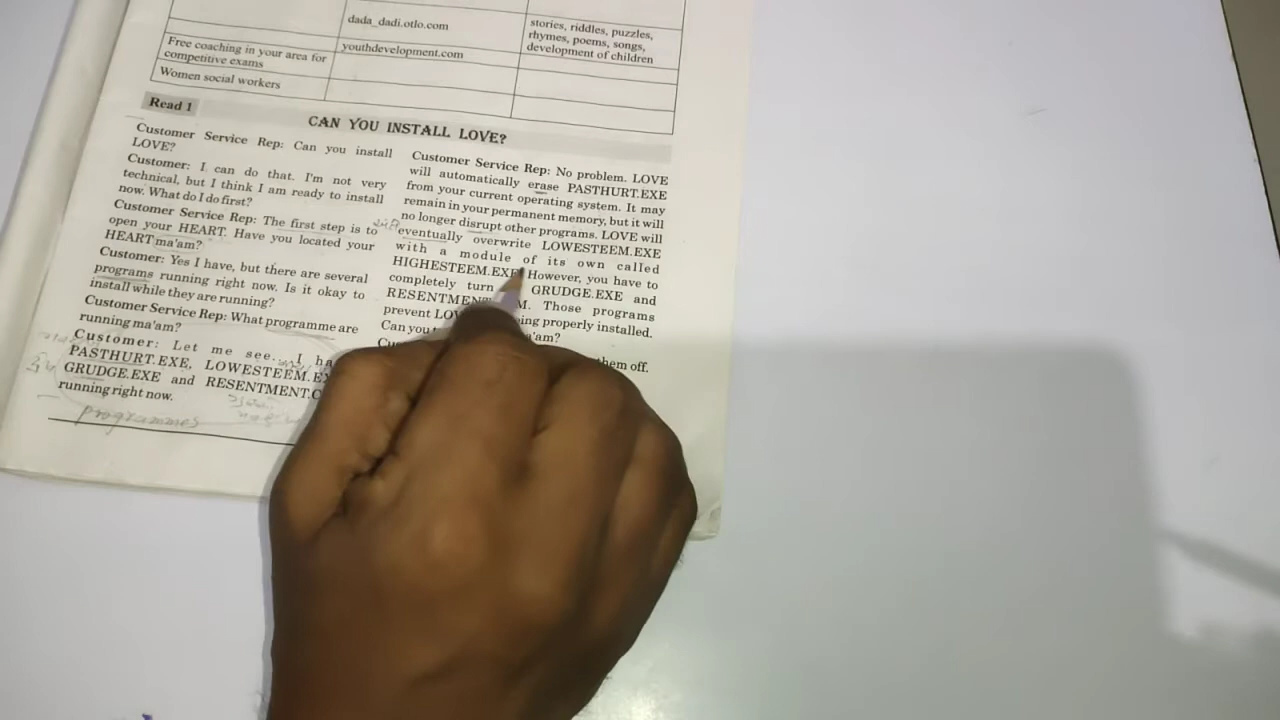 dada_dadi.otlo.com
stories, riddles, puzzles,
rhymes, poems, songs,
development of children
Free coaching in your area for
competitive exams
youthdevelopment.com
Women social workers
Read 1
CAN YOU INSTALL LOVE?
Customer Service Rep: Can you install
LOVE?
Customer: I can do that. I'm not very
technical, but I think I am ready to install
now. What do I do first?
Customer Service Rep: The first step is to
open your HEART. Have you located your
HEART ma'am?
Customer: Yes I have, but there are several
programs running right now. Is it okay to
install while they are running?
Customer Service Rep: What programme are
running ma'am?
Customer: Let me see... I
PASTHURT.EXE, LOWESTEEM
GRUDGE.EXE and RESENTMENT.
running right now.
programmes
Customer Service Rep: No problem. LOVE
will automatically erase PASTHURT.EXE
from your current operating system. It may
remain in your permanent memory, but it will
no longer disrupt other programs. LOVE will
eventually overwrite LOWESTEEM.EXE
with a module of its own called
HIGHESTEEM.EXE. However, you have to
completely turn GRUDGE.EXE and
RESENTMENT M. Those programs
prevent properly installed.
Can you
them off.